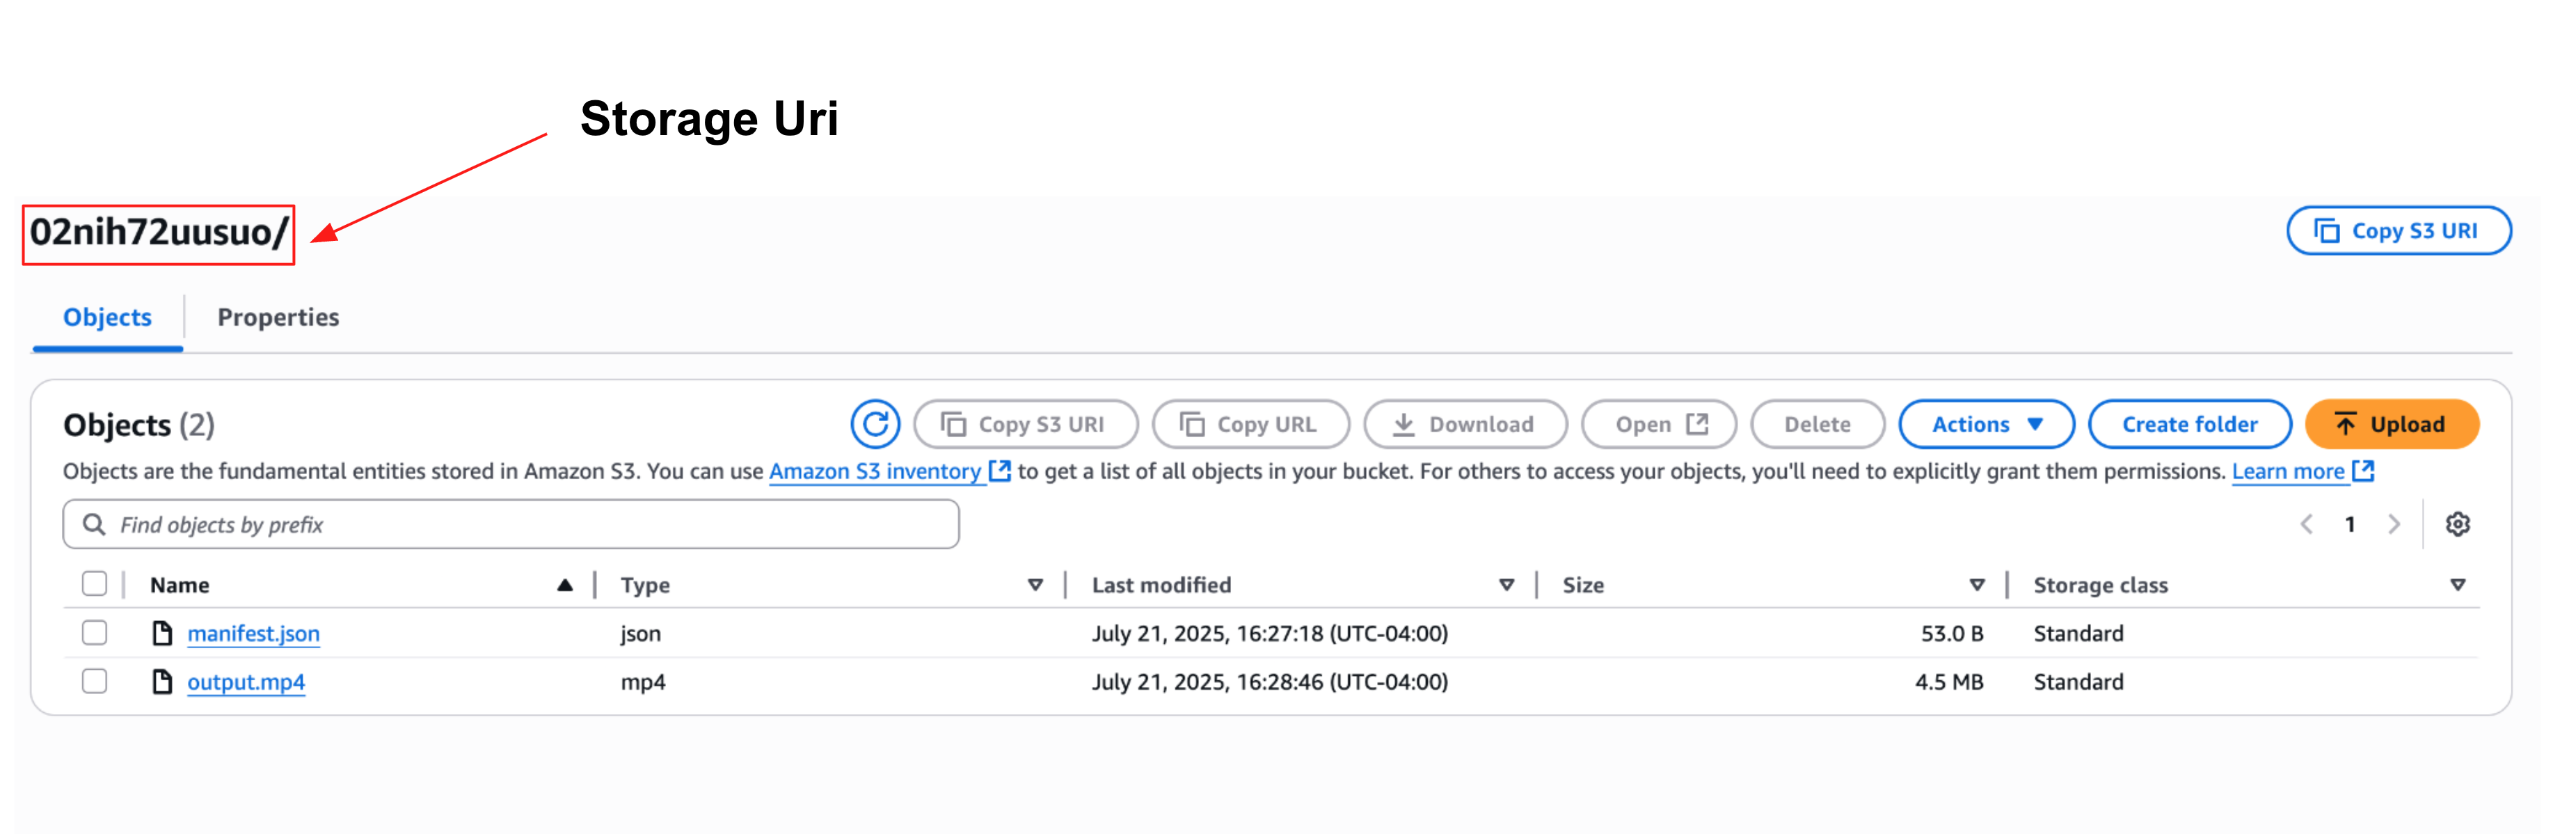 Storage Uri
02nih72uusuo/
Copy S3 URI
Objects Properties
Objects (2) Copy S3 URI Copy URL Download Open Delete Actions Create folder Upload
Objects are the fundamental entities stored in Amazon S3. You can use Amazon S3 inventory to get a list of all objects in your bucket. For others to access your objects, you'll need to explicitly grant them permissions. Learn more
Find objects by prefix 1
Name Type Last modified Size Storage class
manifest.json json July 21, 2025, 16:27:18 (UTC-04:00) 53.0 B Standard
output.mp4 mp4 July 21, 2025, 16:28:46 (UTC-04:00) 4.5 MB Standard